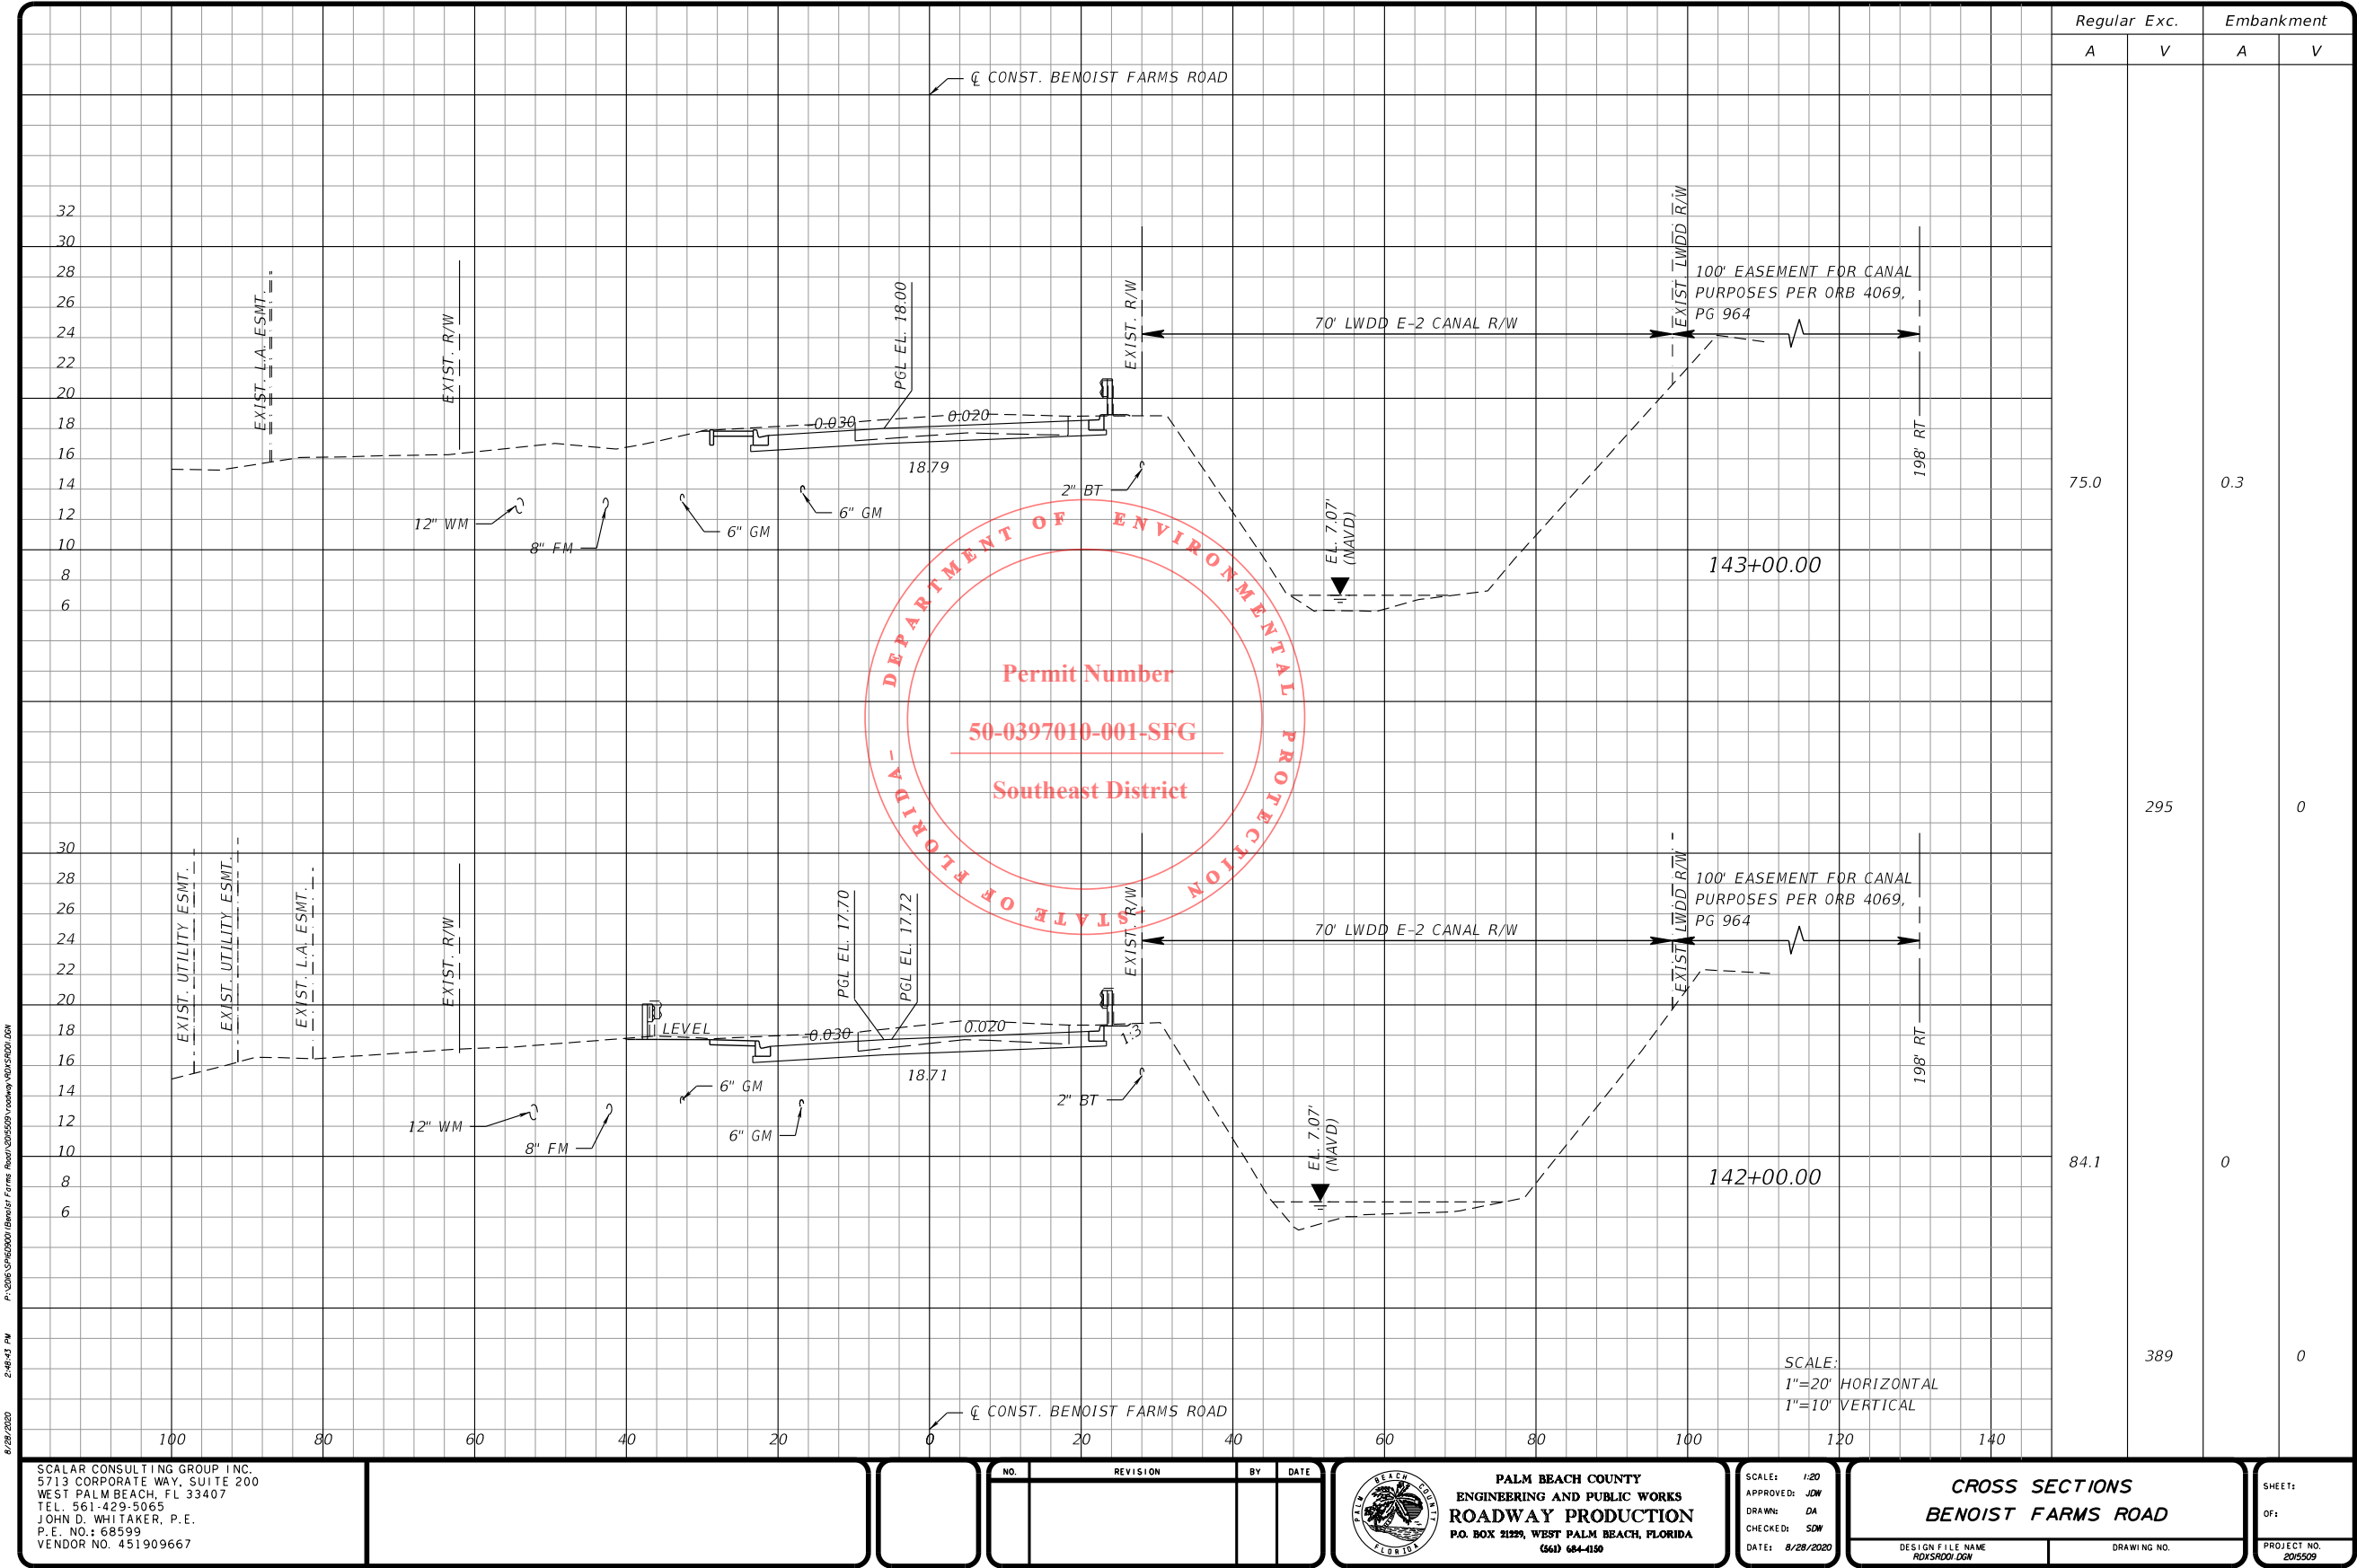 Regular Exc.
Embankment
A
V
A
V
℄ CONST. BENOIST FARMS ROAD
32
30
28
26
24
22
20
18
16
14
12
10
8
6
EXIST. L.A. ESMT.
EXIST. R/W
PGL EL. 18.00
EXIST. R/W
70' LWDD E-2 CANAL R/W
EXIST. LWDD R/W
100' EASEMENT FOR CANAL
PURPOSES PER ORB 4069,
PG 964
198' RT
-0.030
0.020
18.79
12" WM
8" FM
6" GM
6" GM
2" BT
EL. 7.07'
(NAVD)
143+00.00
75.0
0.3
295
0
DEPARTMENT OF ENVIRONMENTAL PROTECTION
-STATE OF FLORIDA-
Permit Number
50-0397010-001-SFG
Southeast District
30
28
26
24
22
20
18
16
14
12
10
8
6
EXIST. UTILITY ESMT.
EXIST. UTILITY ESMT.
EXIST. L.A. ESMT.
EXIST. R/W
PGL EL. 17.70
PGL EL. 17.72
EXIST. R/W
70' LWDD E-2 CANAL R/W
EXIST. LWDD R/W
100' EASEMENT FOR CANAL
PURPOSES PER ORB 4069,
PG 964
198' RT
LEVEL
-0.030
0.020
1:3
18.71
12" WM
8" FM
6" GM
6" GM
2" BT
EL. 7.07'
(NAVD)
142+00.00
84.1
0
389
0
SCALE:
1"=20' HORIZONTAL
1"=10' VERTICAL
℄ CONST. BENOIST FARMS ROAD
100
80
60
40
20
0
20
40
60
80
100
120
140
8/28/2020
2:48:43 PM
P:\2016\SP16D9001 (Benoist Farms Road)\2015509\roadway\RDXSRD01.DGN
SCALAR CONSULTING GROUP INC.
5713 CORPORATE WAY, SUITE 200
WEST PALM BEACH, FL 33407
TEL. 561-429-5065
JOHN D. WHITAKER, P.E.
P.E. NO.: 68599
VENDOR NO. 451909667
NO.
REVISION
BY
DATE
PALM BEACH COUNTY
FLORIDA
PALM BEACH COUNTY
ENGINEERING AND PUBLIC WORKS
ROADWAY PRODUCTION
P.O. BOX 21229, WEST PALM BEACH, FLORIDA
(561) 684-4150
SCALE: 1:20
APPROVED: JDW
DRAWN: DA
CHECKED: SDW
DATE: 8/28/2020
CROSS SECTIONS
BENOIST FARMS ROAD
DESIGN FILE NAME
RDXSRD01.DGN
DRAWING NO.
SHEET:
OF:
PROJECT NO.
2015509